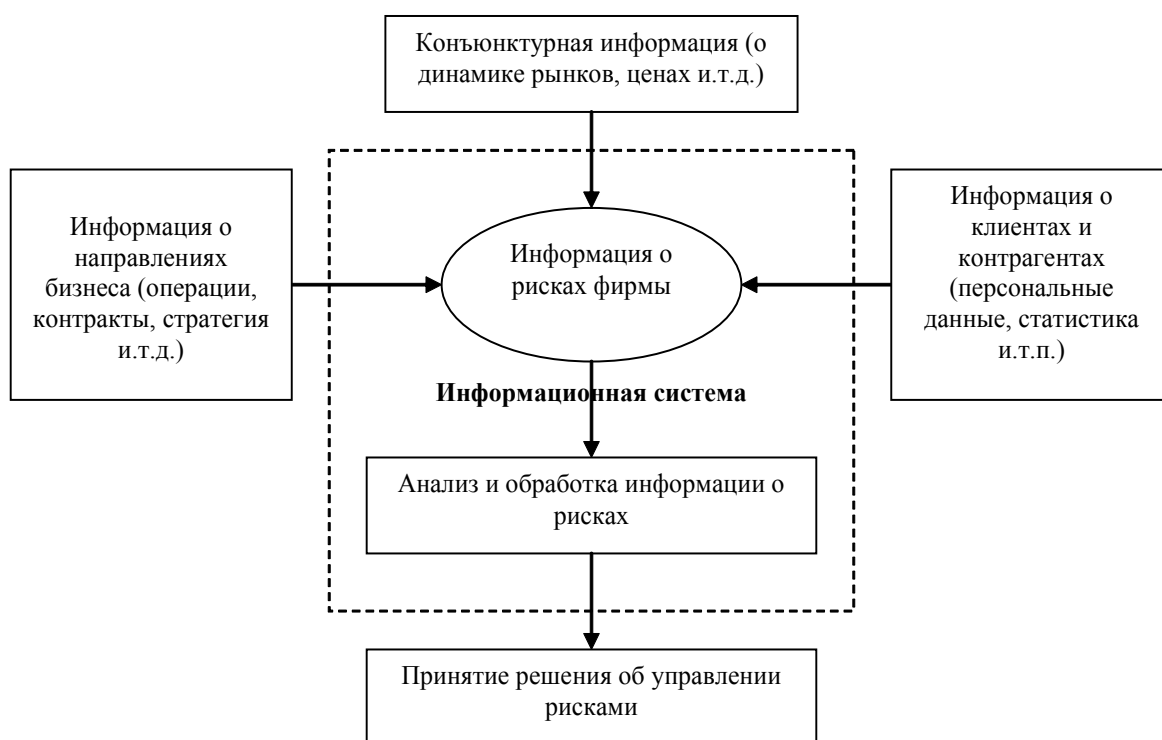 Конъюнктурная информация (о
динамике рынков, ценах и.т.д.)
Информация о
направлениях
бизнеса (операции,
контракты, стратегия
и.т.д.)
Информация о
рисках фирмы
Информация о
клиентах и
контрагентах
(персональные
данные, статистика
и.т.п.)
Информационная система
Анализ и обработка информации о
рисках
Принятие решения об управлении
рисками